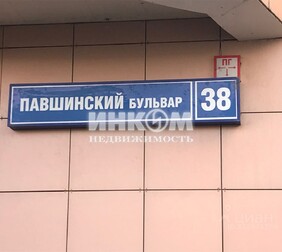 ПГ
ПАВШИНСКИЙ БУЛЬВАР 38
ИНКОМ
НЕДВИЖИМОСТЬ